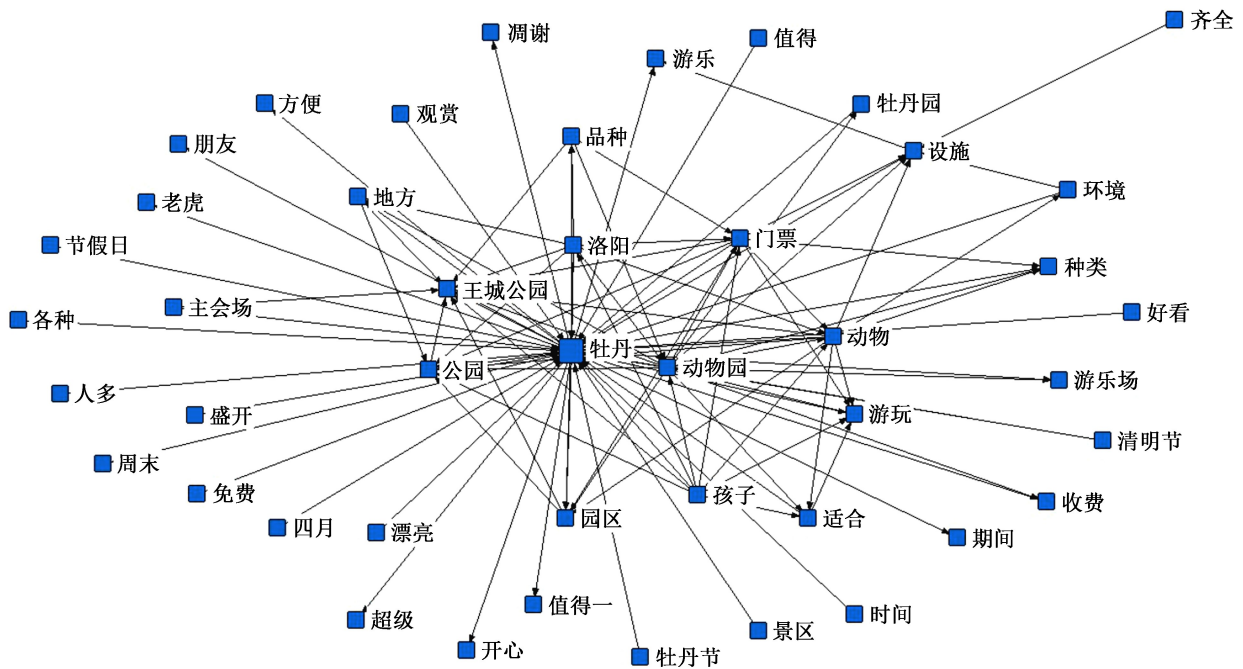 齐全
凋谢
值得
游乐
方便
观赏
牡丹园
品种
朋友
设施
地方
环境
老虎
洛阳
门票
节假日
种类
王城公园
主会场
好看
各种
动物
牡丹
公园
动物园
游乐场
人多
盛开
游玩
清明节
周末
免费
孩子
收费
四月
漂亮
园区
适合
期间
值得一
时间
超级
景区
开心
牡丹节